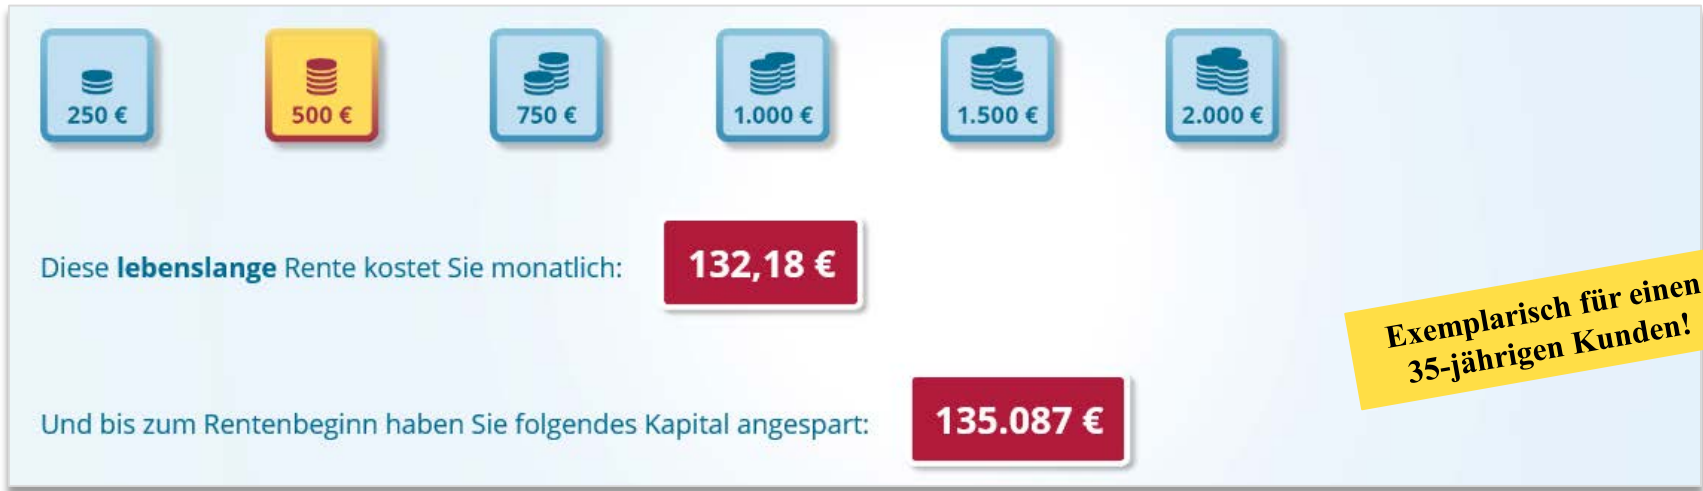 250 €
500 €
750 €
1.000 €
1.500 €
2.000 €
Diese lebenslange Rente kostet Sie monatlich:
132,18 €
Exemplarisch für einen
35-jährigen Kunden!
Und bis zum Rentenbeginn haben Sie folgendes Kapital angespart:
135.087 €